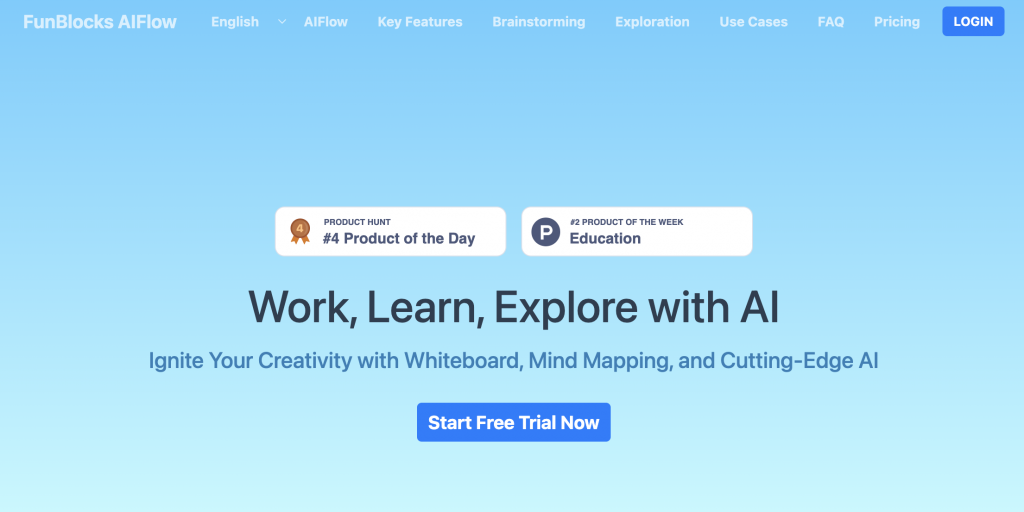 FunBlocks AIFlow English AIFlow Key Features Brainstorming Exploration Use Cases FAQ Pricing LOGIN
4 PRODUCT HUNT
#4 Product of the Day
P #2 PRODUCT OF THE WEEK
Education
Work, Learn, Explore with AI
Ignite Your Creativity with Whiteboard, Mind Mapping, and Cutting-Edge AI
Start Free Trial Now